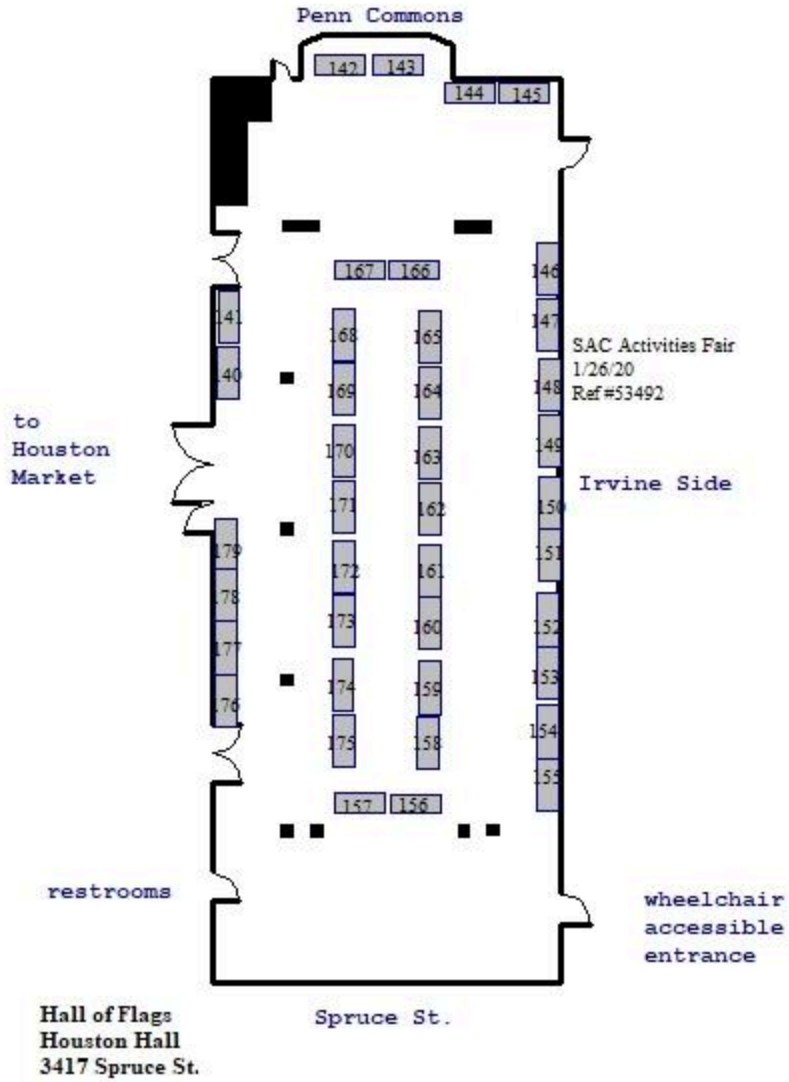 Penn Commons
142 143
144 145
167 166
146
141
147
168 165
SAC Activities Fair
1/26/20
Ref #53492
140
169 164
148
to
Houston
Market
170 163
149
Irvine Side
171 162
150
179
172 161
151
178
173 160
152
177
174 159
153
176
175 158
154
155
157 156
restrooms
wheelchair
accessible
entrance
Hall of Flags
Houston Hall
3417 Spruce St.
Spruce St.